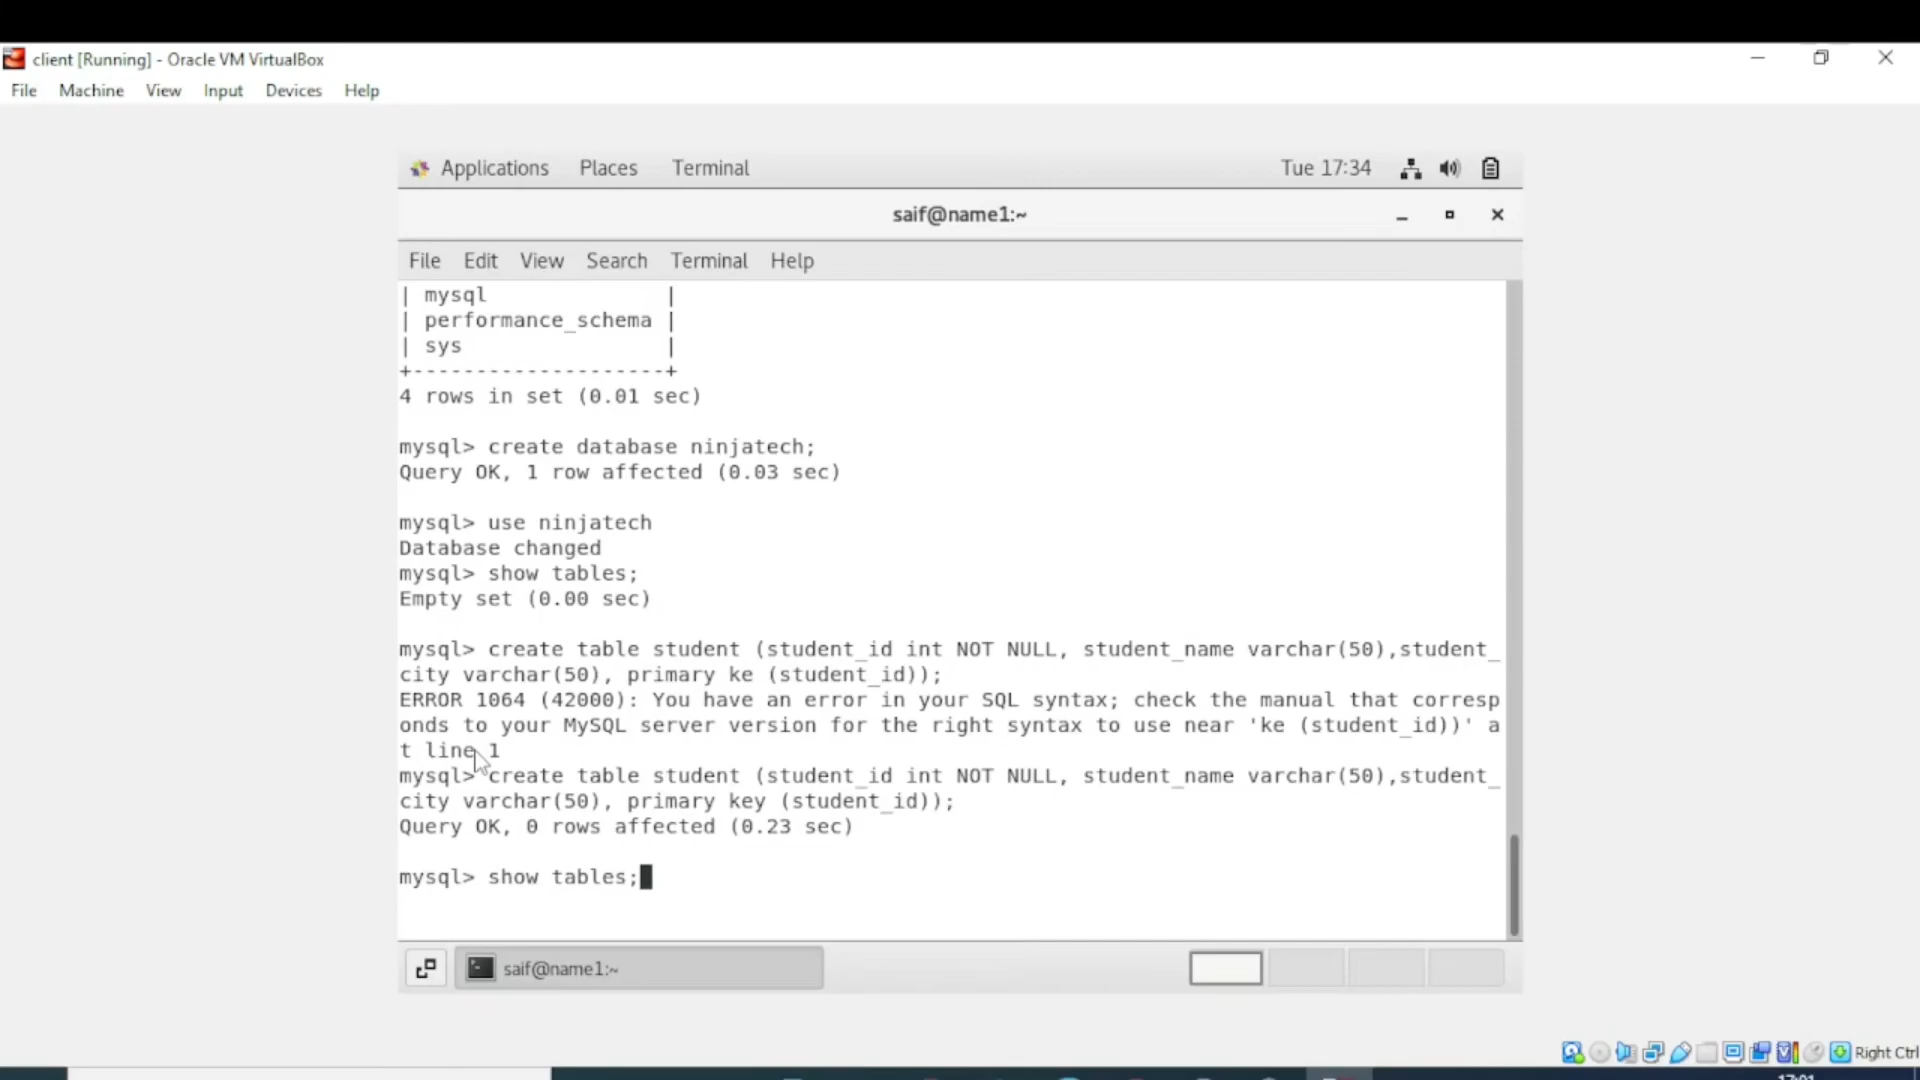 client [Running] - Oracle VM VirtualBox
File Machine View Input Devices Help
Applications Places Terminal Tue 17:34
saif@name1:~
File Edit View Search Terminal Help
| mysql |
| performance_schema |
| sys |
+--------------------+
4 rows in set (0.01 sec)
mysql> create database ninjatech;
Query OK, 1 row affected (0.03 sec)
mysql> use ninjatech
Database changed
mysql> show tables;
Empty set (0.00 sec)
mysql> create table student (student_id int NOT NULL, student_name varchar(50),student_
city varchar(50), primary ke (student_id));
ERROR 1064 (42000): You have an error in your SQL syntax; check the manual that corresp
onds to your MySQL server version for the right syntax to use near 'ke (student_id))' a
t line 1
mysql> create table student (student_id int NOT NULL, student_name varchar(50),student_
city varchar(50), primary key (student_id));
Query OK, 0 rows affected (0.23 sec)
mysql> show tables;
saif@name1:~
Right Ctrl